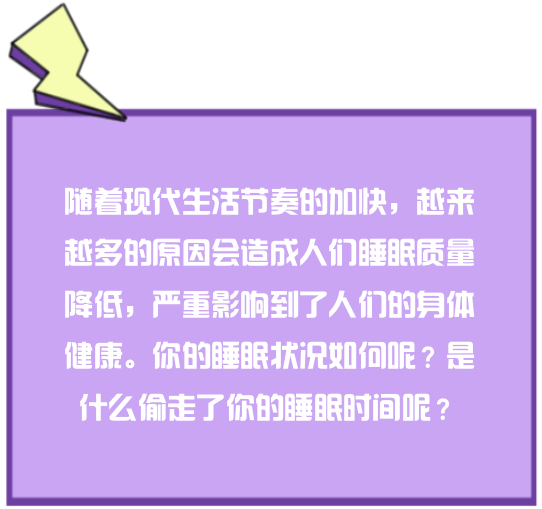 随着现代生活节奏的加快，越来
越多的原因会造成人们睡眠质量
降低，严重影响到了人们的身体
健康。你的睡眠状况如何呢？是
什么偷走了你的睡眠时间呢？